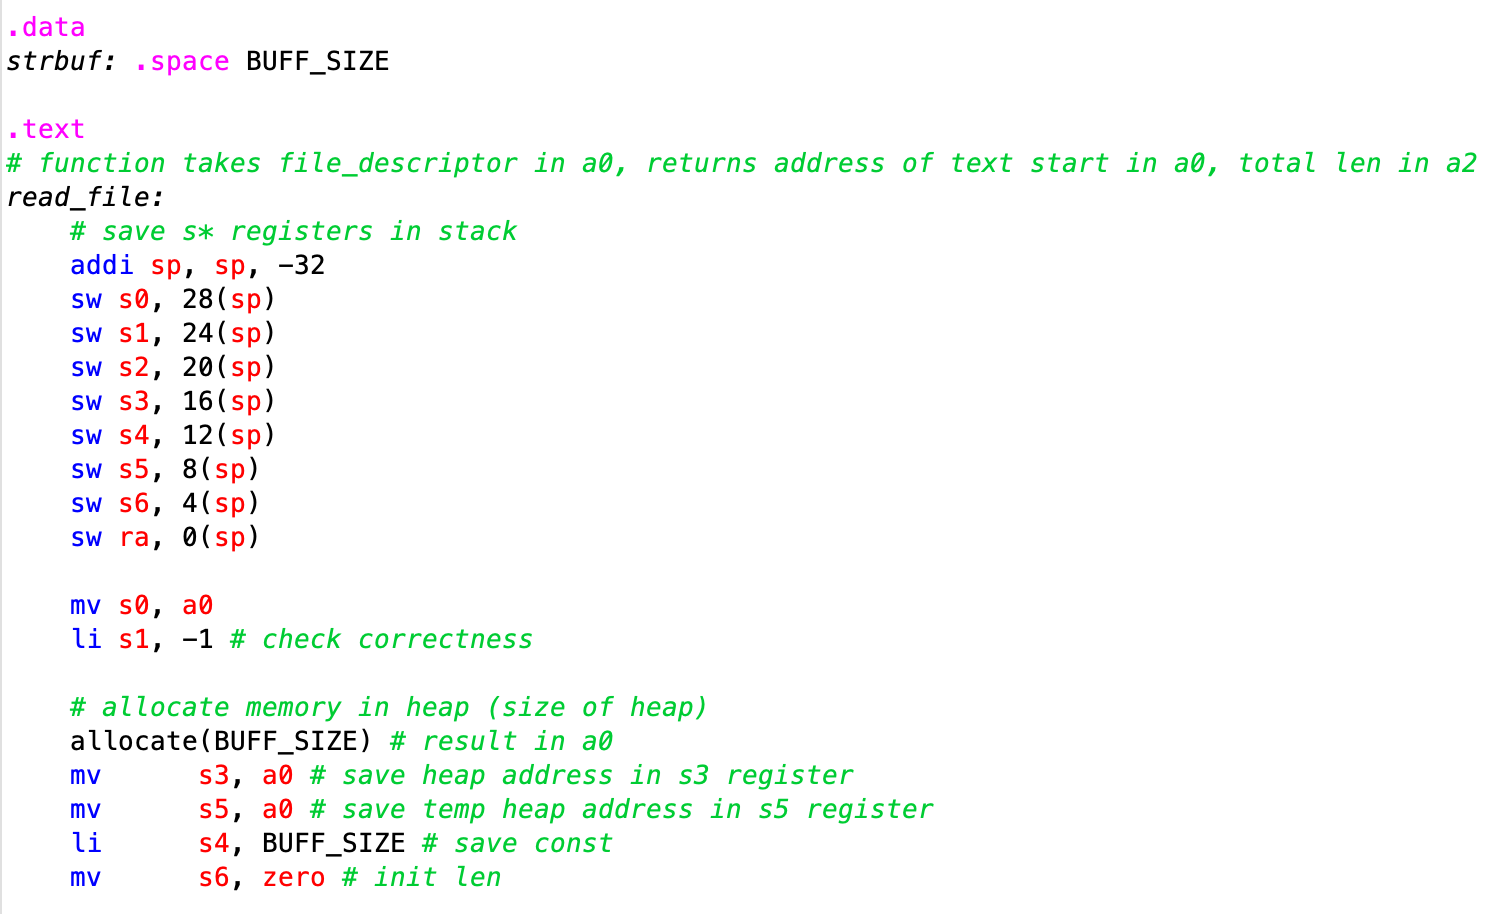 .data
strbuf: .space BUFF_SIZE
.text
# function takes file_descriptor in a0, returns address of text start in a0, total len in a2
read_file:
# save s* registers in stack
addi sp, sp, -32
sw s0, 28(sp)
sw s1, 24(sp)
sw s2, 20(sp)
sw s3, 16(sp)
sw s4, 12(sp)
sw s5, 8(sp)
sw s6, 4(sp)
sw ra, 0(sp)
mv s0, a0
li s1, -1 # check correctness
# allocate memory in heap (size of heap)
allocate(BUFF_SIZE) # result in a0
mv s3, a0 # save heap address in s3 register
mv s5, a0 # save temp heap address in s5 register
li s4, BUFF_SIZE # save const
mv s6, zero # init len